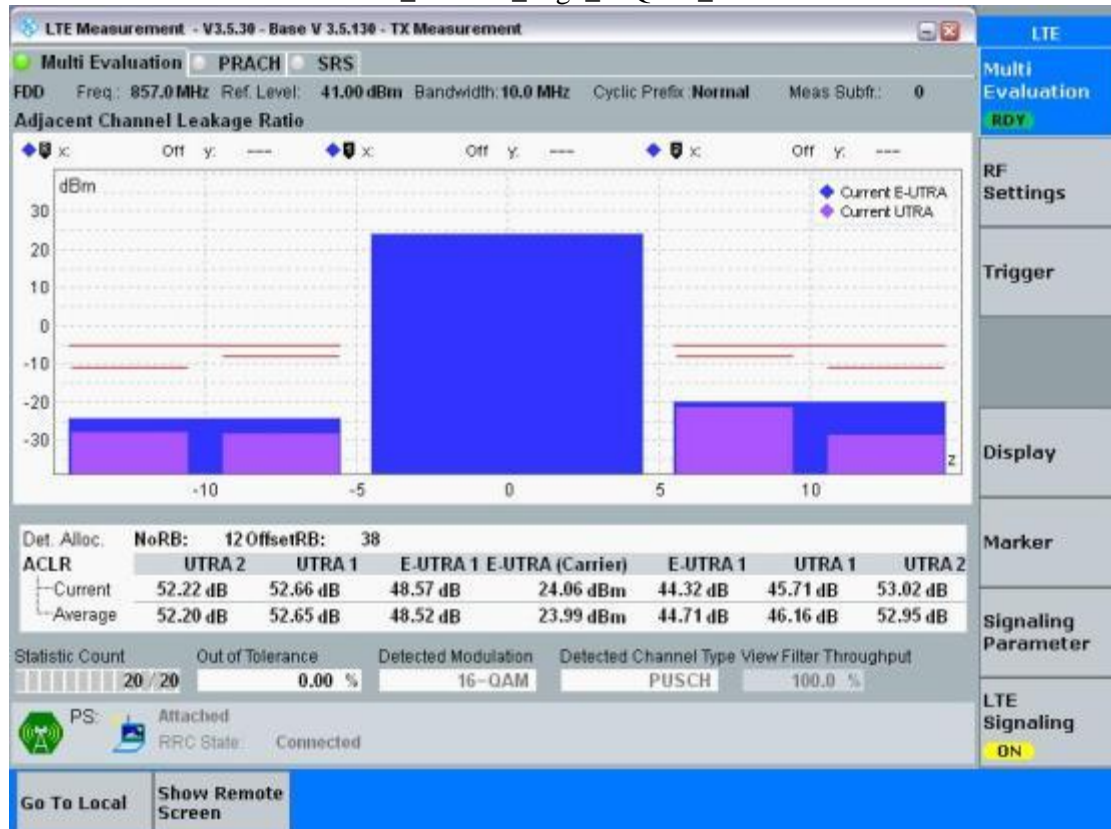 LTE Measurement - V3.5.30 - Base V 3.5.130 - TX Measurement
LTE
Multi Evaluation PRACH SRS
FDD Freq.: 857.0 MHz Ref. Level: 41.00 dBm Bandwidth: 10.0 MHz Cyclic Prefix : Normal Meas Subfr.: 0
Adjacent Channel Leakage Ratio
x: Off y: --- x: Off y: --- x: Off y: ---
dBm
Current E-UTRA
Current UTRA
30
20
10
0
-10
-20
-30
z
-10 -5 0 5 10
Det. Alloc. NoRB: 12 OffsetRB: 38
ACLR UTRA 2 UTRA 1 E-UTRA 1 E-UTRA (Carrier) E-UTRA 1 UTRA 1 UTRA 2
Current 52.22 dB 52.66 dB 48.57 dB 24.06 dBm 44.32 dB 45.71 dB 53.02 dB
Average 52.20 dB 52.65 dB 48.52 dB 23.99 dBm 44.71 dB 46.16 dB 52.95 dB
Statistic Count Out of Tolerance Detected Modulation Detected Channel Type View Filter Throughput
20 / 20 0.00 % 16-QAM PUSCH 100.0 %
PS: Attached
RRC State: Connected
Multi
Evaluation
RDY
RF
Settings
Trigger
Display
Marker
Signaling
Parameter
LTE
Signaling
ON
Go To Local
Show Remote
Screen